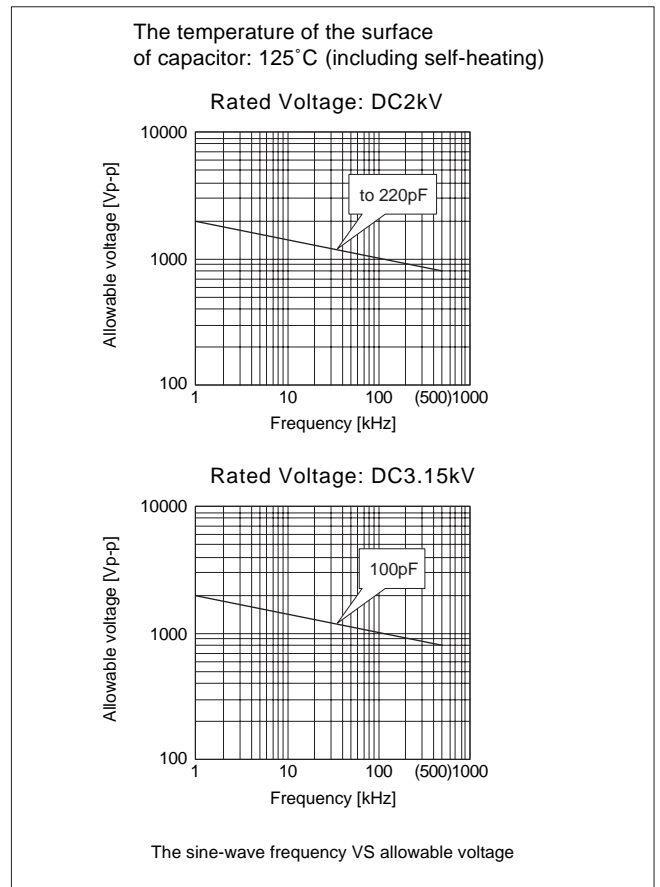 The temperature of the surface
of capacitor: 125˚C (including self-heating)
Rated Voltage: DC2kV
Allowable voltage [Vp-p]
10000
1000
100
to 220pF
1 10 100 (500)1000
Frequency [kHz]
Rated Voltage: DC3.15kV
Allowable voltage [Vp-p]
10000
1000
100
100pF
1 10 100 (500)1000
Frequency [kHz]
The sine-wave frequency VS allowable voltage